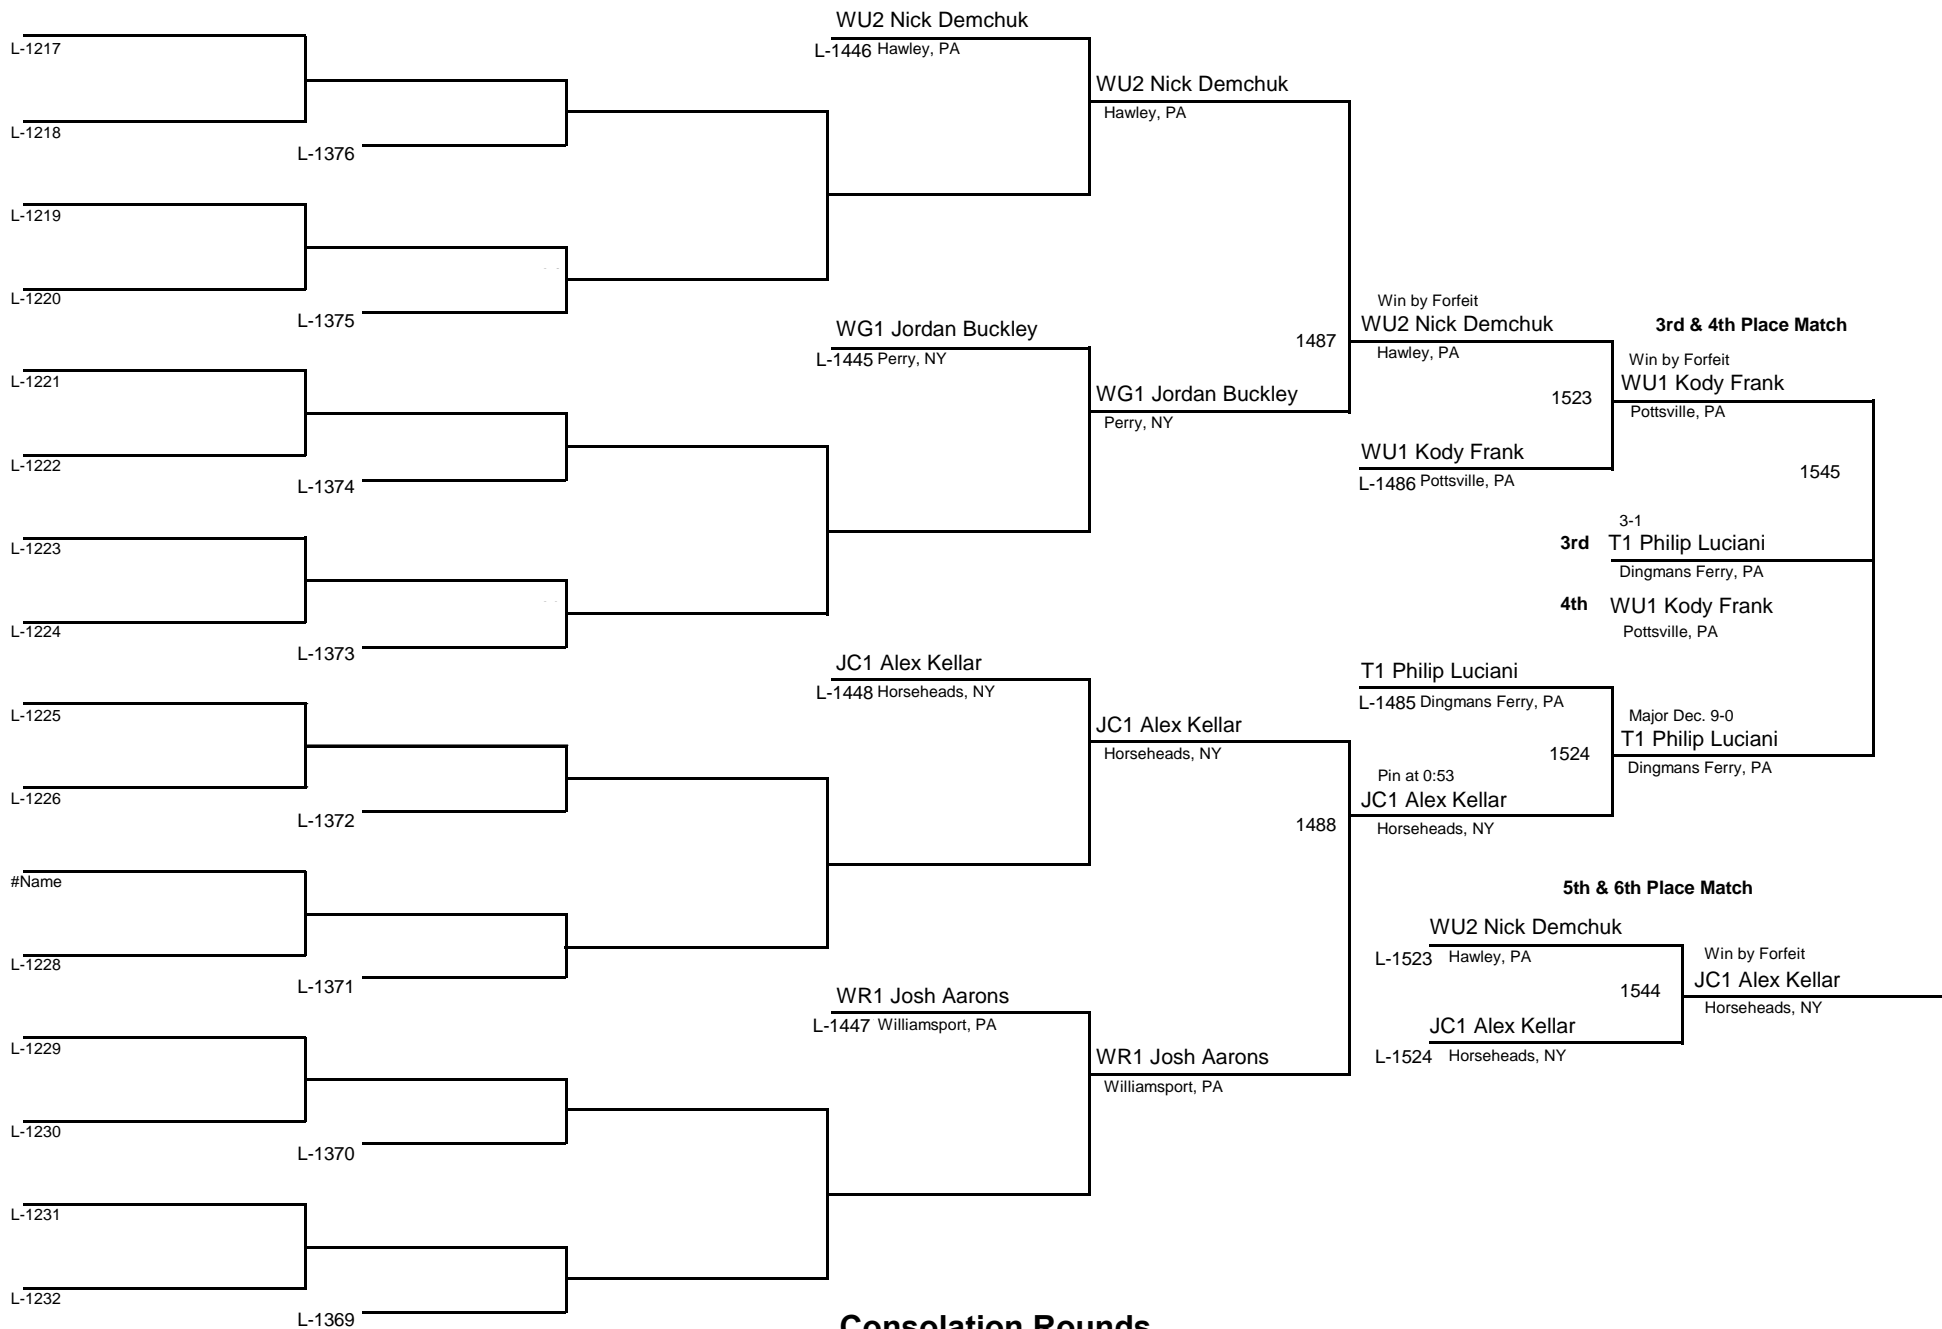 L-1217
L-1218
L-1376
L-1219
L-1220
L-1375
L-1221
L-1222
L-1374
L-1223
L-1224
L-1373
L-1225
L-1226
L-1372
#Name
L-1228
L-1371
L-1229
L-1230
L-1370
L-1231
L-1232
L-1369
WU2 Nick Demchuk
L-1446 Hawley, PA
WG1 Jordan Buckley
L-1445 Perry, NY
JC1 Alex Kellar
L-1448 Horseheads, NY
WR1 Josh Aarons
L-1447 Williamsport, PA
WU2 Nick Demchuk
Hawley, PA
1487
WG1 Jordan Buckley
Perry, NY
JC1 Alex Kellar
Horseheads, NY
1488
WR1 Josh Aarons
Williamsport, PA
Win by Forfeit
WU2 Nick Demchuk
Hawley, PA
1523
WU1 Kody Frank
L-1486 Pottsville, PA
T1 Philip Luciani
L-1485 Dingmans Ferry, PA
1524
Pin at 0:53
JC1 Alex Kellar
Horseheads, NY
3rd & 4th Place Match
Win by Forfeit
WU1 Kody Frank
Pottsville, PA
1545
3-1
3rd T1 Philip Luciani
Dingmans Ferry, PA
4th WU1 Kody Frank
Pottsville, PA
Major Dec. 9-0
T1 Philip Luciani
Dingmans Ferry, PA
5th & 6th Place Match
WU2 Nick Demchuk
L-1523 Hawley, PA
1544
JC1 Alex Kellar
L-1524 Horseheads, NY
Win by Forfeit
JC1 Alex Kellar
Horseheads, NY
Consolation Rounds